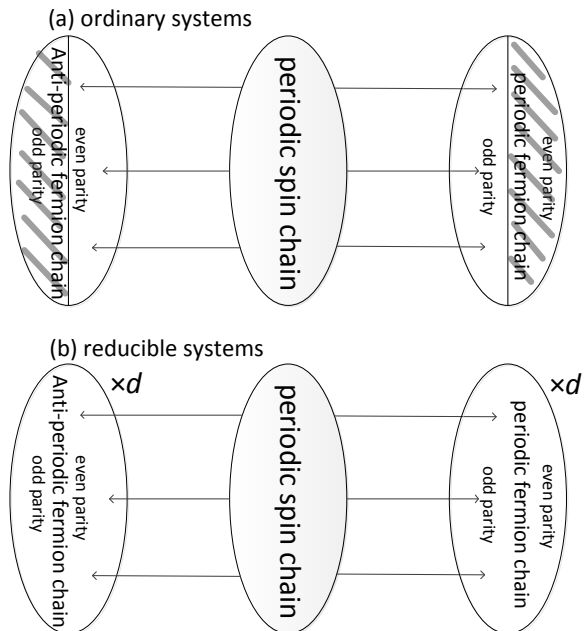 (a) ordinary systems
Anti-periodic fermion chain
even parity
odd parity
periodic spin chain
periodic fermion chain
even parity
odd parity
(b) reducible systems
×d
Anti-periodic fermion chain
even parity
odd parity
periodic spin chain
×d
periodic fermion chain
even parity
odd parity